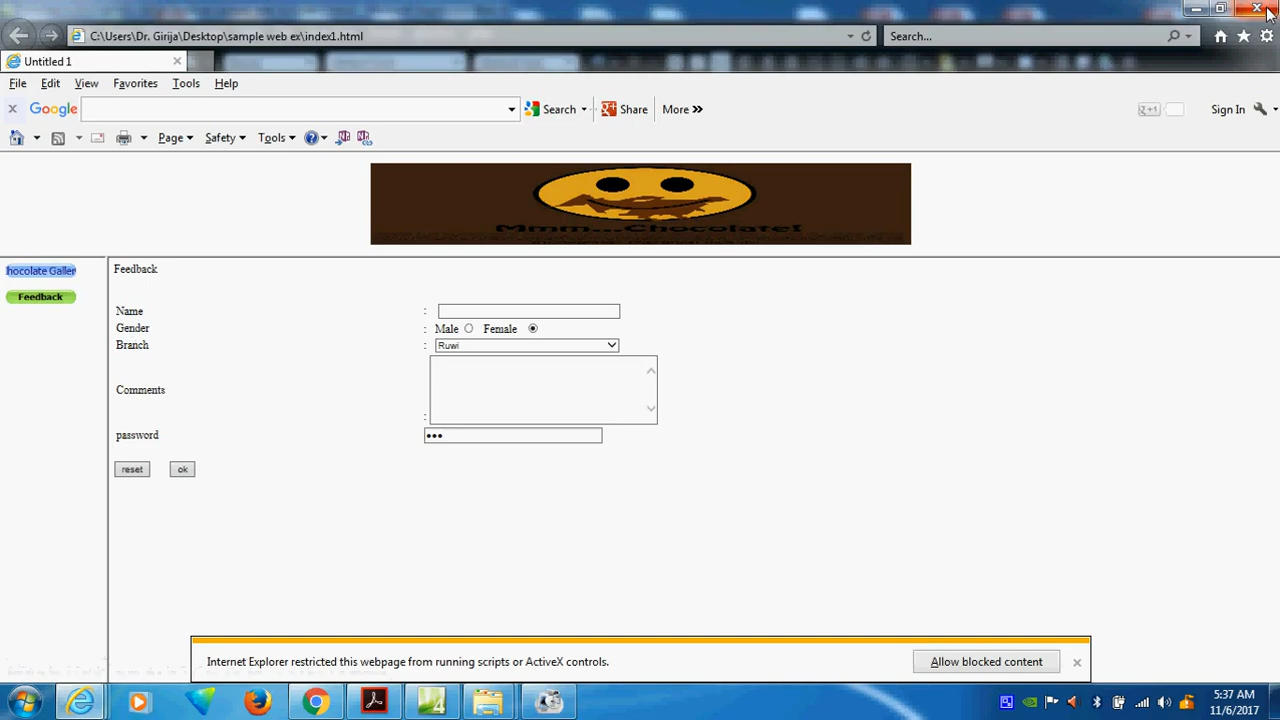 C:\Users\Dr. Girija\Desktop\sample web ex\index1.html
Search...
Untitled 1
File Edit View Favorites Tools Help
x Google Search Share More »
g+1 Sign In
Page Safety Tools
Mmm...Chocolate!
hocolate Galler
Feedback
Feedback
Name :
Gender : Male Female
Branch : Ruwi
Comments :
password •••
reset ok
Internet Explorer restricted this webpage from running scripts or ActiveX controls.
Allow blocked content
5:37 AM
11/6/2017